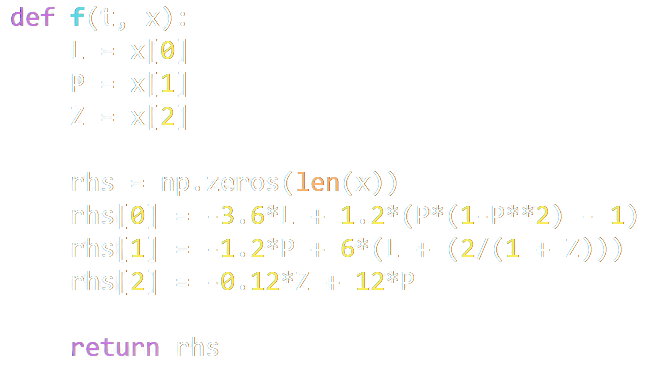 def f(t, x):
    L = x[0]
    P = x[1]
    Z = x[2]

    rhs = np.zeros(len(x))
    rhs[0] = -3.6*L + 1.2*(P*(1-P**2) - 1)
    rhs[1] = -1.2*P + 6*(L + (2/(1 + Z)))
    rhs[2] = -0.12*Z + 12*P

    return rhs